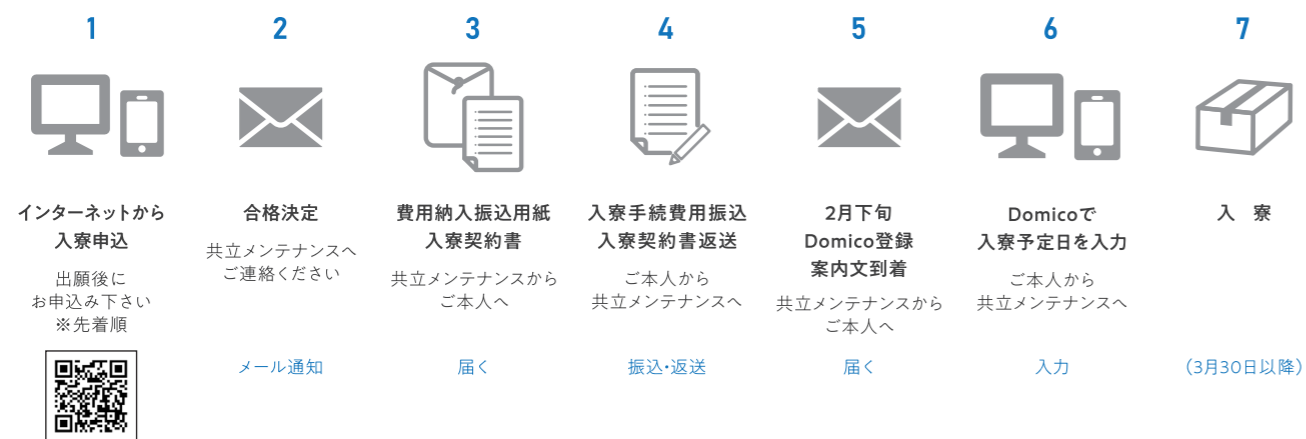 1
インターネットから
入寮申込
出願後に
お申込み下さい
※先着順
2
合格決定
共立メンテナンスへ
ご連絡ください
メール通知
3
費用納入振込用紙
入寮契約書
共立メンテナンスから
ご本人へ
届く
4
入寮手続費用振込
入寮契約書返送
ご本人から
共立メンテナンスへ
振込・返送
5
2月下旬
Domico登録
案内文到着
共立メンテナンスから
ご本人へ
届く
6
Domicoで
入寮予定日を入力
ご本人から
共立メンテナンスへ
入力
7
入　寮
(3月30日以降)